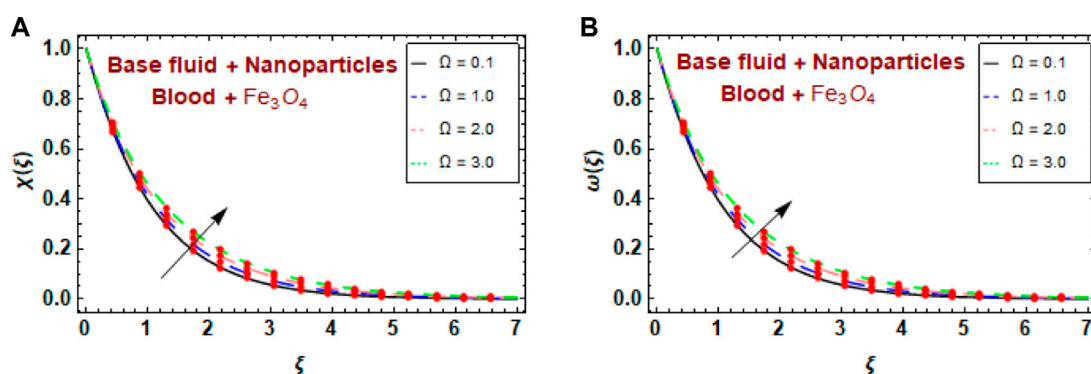 A
Base fluid + Nanoparticles
Blood + Fe₃O₄
Ω = 0.1
Ω = 1.0
Ω = 2.0
Ω = 3.0
1.0
0.8
0.6
0.4
0.2
0.0
χ(ξ)
0 1 2 3 4 5 6 7
ξ
B
Base fluid + Nanoparticles
Blood + Fe₃O₄
Ω = 0.1
Ω = 1.0
Ω = 2.0
Ω = 3.0
1.0
0.8
0.6
0.4
0.2
0.0
ω(ξ)
0 1 2 3 4 5 6 7
ξ